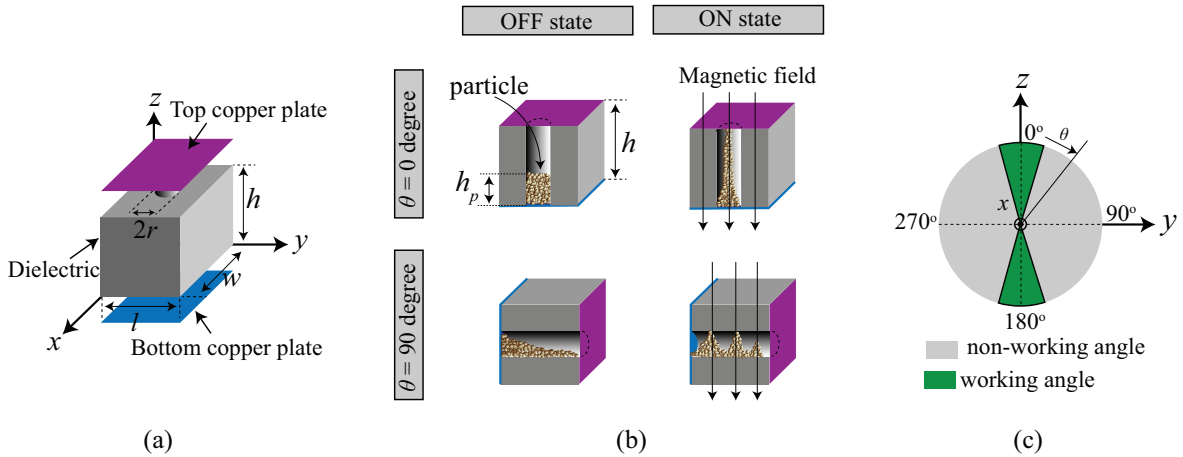 z
Top copper plate
h
2r
y
Dielectric
w
x
l
Bottom copper plate
(a)
OFF state
ON state
θ = 0 degree
particle
h
h_p
Magnetic field
θ = 90 degree
(b)
z
0°
θ
x
270°
90°
y
180°
non-working angle
working angle
(c)